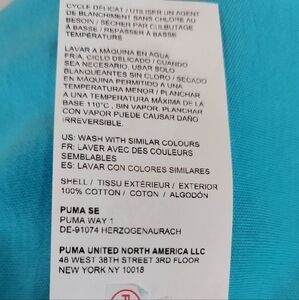 CYCLE DÉLICAT / UTILISER UN AGENT
DE BLANCHIMENT SANS CHLORE AU
BESOIN / SÉCHER PAR CULBUTAGE
À BASSE / REPASSER À BASSE
TEMPÉRATURE
LAVAR A MÁQUINA EN AGUA
FRÍA, CICLO DELICADO / CUANDO
SEA NECESARIO, USAR SOLO
BLANQUEANTES SIN CLORO / SECADO
EN MÁQUINA PERMITIDO A UNA
TEMPERATURA MENOR / PLANCHAR
A UNA TEMPERATURA MÁXIMA DE LA
BASE 110°C, SIN VAPOR. PLANCHAR
CON VAPOR PUEDE CAUSAR DAÑO
IRREVERSIBLE.
US: WASH WITH SIMILAR COLOURS
FR: LAVER AVEC DES COULEURS
SEMBLABLES
ES: LAVAR CON COLORES SIMILARES
SHELL / TISSU EXTÉRIEUR / EXTERIOR
100% COTTON / COTON / ALGODÓN
PUMA SE
PUMA WAY 1
DE-91074 HERZOGENAURACH
PUMA UNITED NORTH AMERICA LLC
48 WEST 38TH STREET 3RD FLOOR
NEW YORK NY 10018